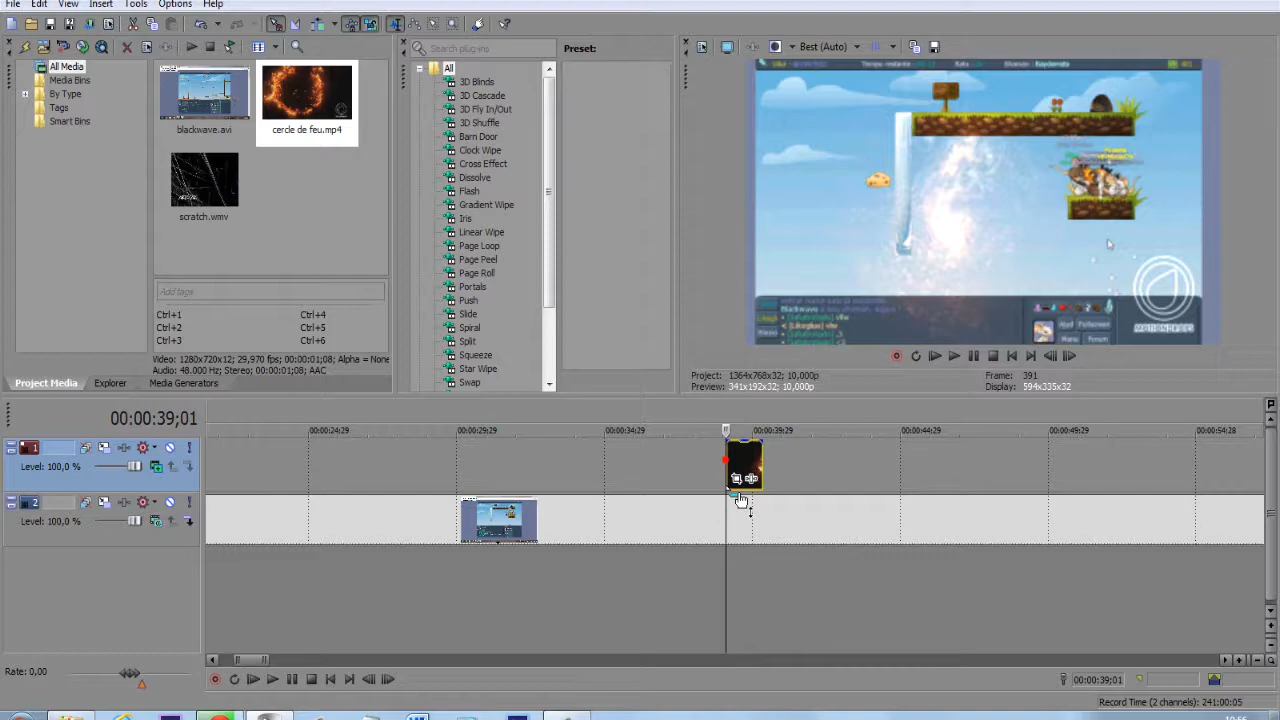 File Edit View Insert Tools Options Help
Search plug-ins
Preset:
Best (Auto)
All Media
Media Bins
By Type
Tags
Smart Bins
blackwave.avi
cercle de feu.mp4
scratch.wmv
Add tags
Ctrl+1 Ctrl+4
Ctrl+2 Ctrl+5
Ctrl+3 Ctrl+6
Video: 1280x720x12; 29,970 fps; 00:00:01;08; Alpha = None
Audio: 48.000 Hz; Stereo; 00:00:01;08; AAC
Project Media Explorer Media Generators
All
3D Blinds
3D Cascade
3D Fly In/Out
3D Shuffle
Barn Door
Clock Wipe
Cross Effect
Dissolve
Flash
Gradient Wipe
Iris
Linear Wipe
Page Loop
Page Peel
Page Roll
Portals
Push
Slide
Spiral
Split
Squeeze
Star Wipe
Swap
MOTIONZEROS
Fullscreen
Menu Forum
Project: 1364x768x32; 10,000p
Preview: 341x192x32; 10,000p
Frame: 391
Display: 594x335x32
00:00:39;01
00:00:24;29 00:00:29;29 00:00:34;29 00:00:39;29 00:00:44;29 00:00:49;29 00:00:54;28
1
Level: 100,0 %
2
Level: 100,0 %
Rate: 0,00
00:00:39;01
Record Time (2 channels): 241:00:05
10:56